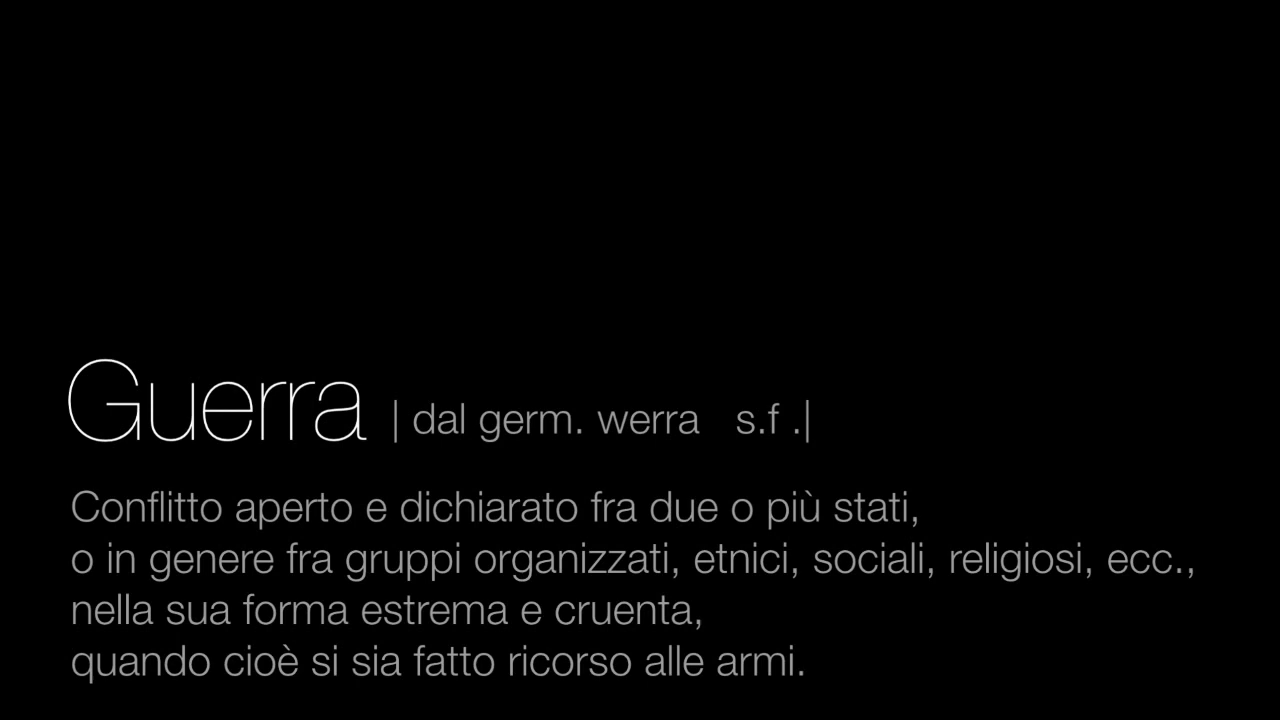 Guerra | dal germ. werra s.f .|
Conflitto aperto e dichiarato fra due o più stati,
o in genere fra gruppi organizzati, etnici, sociali, religiosi, ecc.,
nella sua forma estrema e cruenta,
quando cioè si sia fatto ricorso alle armi.